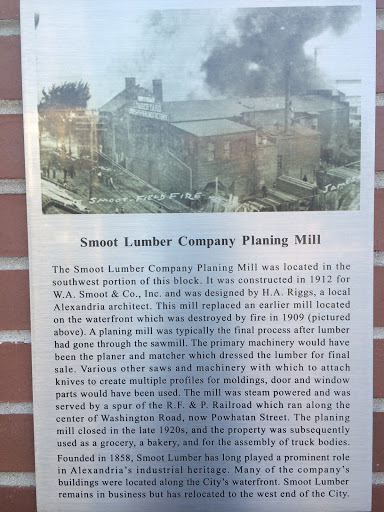 SMOOT-FIELD FIRE
Smoot Lumber Company Planing Mill
The Smoot Lumber Company Planing Mill was located in the
southwest portion of this block. It was constructed in 1912 for
W.A. Smoot & Co., Inc. and was designed by H.A. Riggs, a local
Alexandria architect. This mill replaced an earlier mill located
on the waterfront which was destroyed by fire in 1909 (pictured
above). A planing mill was typically the final process after lumber
had gone through the sawmill. The primary machinery would have
been the planer and matcher which dressed the lumber for final
sale. Various other saws and machinery with which to attach
knives to create multiple profiles for moldings, door and window
parts would have been used. The mill was steam powered and was
served by a spur of the R.F. & P. Railroad which ran along the
center of Washington Road, now Powhatan Street. The planing
mill closed in the late 1920s, and the property was subsequently
used as a grocery, a bakery, and for the assembly of truck bodies.
Founded in 1858, Smoot Lumber has long played a prominent role
in Alexandria's industrial heritage. Many of the company's
buildings were located along the City's waterfront. Smoot Lumber
remains in business but has relocated to the west end of the City.